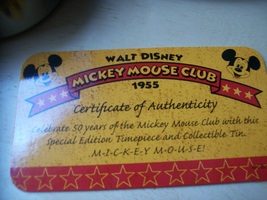 WALT DISNEY
MICKEY MOUSE CLUB
1955
Certificate of Authenticity
Celebrate 50 years of the Mickey Mouse Club with this
Special Edition Timepiece and Collectible Tin.
M-I-C-K-E-Y M-O-U-S-E!